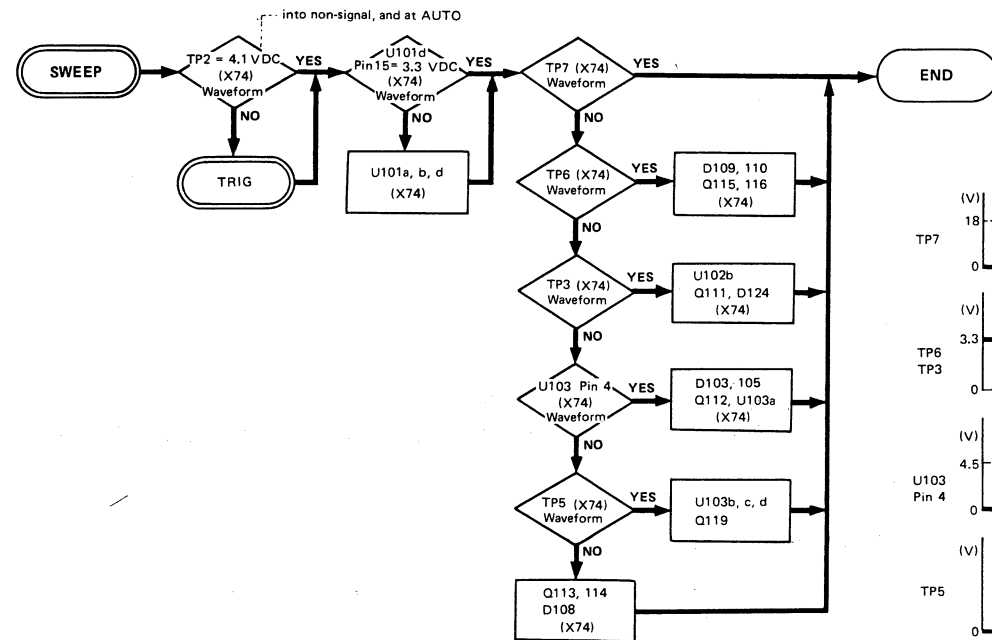 into non-signal, and at AUTO
SWEEP
TP2 = 4.1 VDC
(X74)
Waveform
YES
NO
TRIG
U101d
Pin15 = 3.3 VDC
(X74)
Waveform
YES
NO
U101a, b, d
(X74)
TP7 (X74)
Waveform
YES
NO
END
TP6 (X74)
Waveform
YES
NO
D109, 110
Q115, 116
(X74)
TP3 (X74)
Waveform
YES
NO
U102b
Q111, D124
(X74)
U103 Pin 4
(X74)
Waveform
YES
NO
D103, 105
Q112, U103a
(X74)
TP5 (X74)
Waveform
YES
NO
U103b, c, d
Q119
Q113, 114
D108
(X74)
(V)
18
TP7
0
(V)
3.3
TP6
TP3
0
(V)
4.5
U103
Pin 4
0
(V)
TP5
0